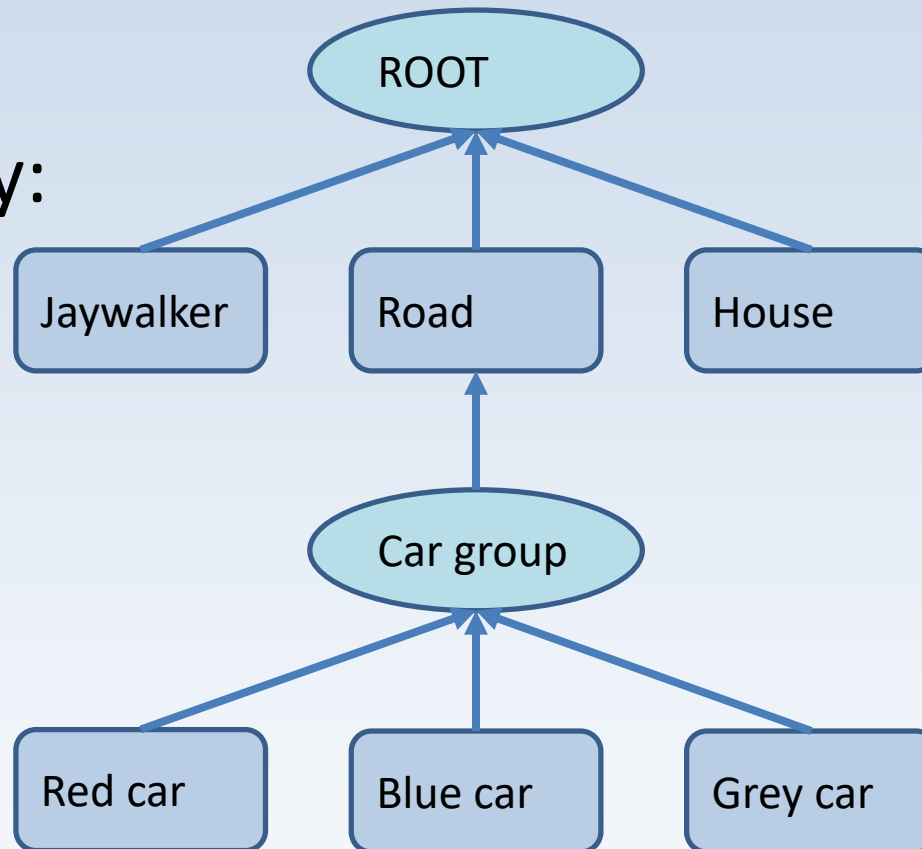 ROOT
y:
Jaywalker
Road
House
Car group
Red car
Blue car
Grey car